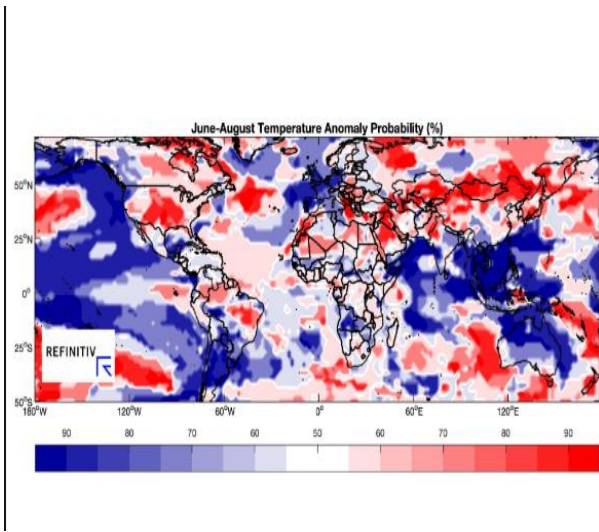 June-August Temperature Anomaly Probability (%)
50°N
25°N
0°
25°S
50°S
REFINITIV
180°W 120°W 60°W 0° 60°E 120°E
90 80 70 60 50 60 70 80 90